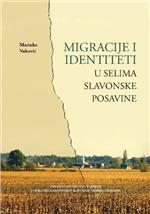 Marinko
Vuković
MIGRACIJE I
IDENTITETI
U SELIMA
SLAVONSKE
POSAVINE